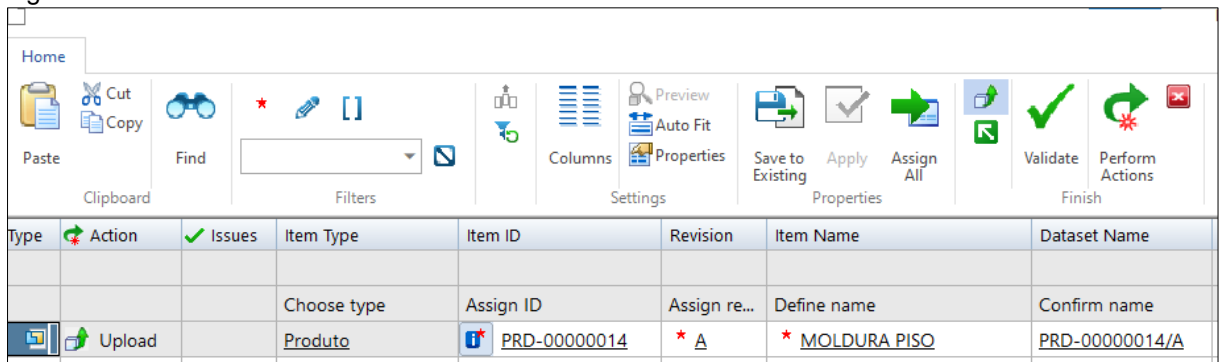 Home
Paste
Cut
Copy
Clipboard
Find
Filters
Columns
Preview
Auto Fit
Properties
Settings
Save to
Existing
Apply
Assign
All
Properties
Validate
Perform
Actions
Finish
Type Action Issues Item Type Item ID Revision Item Name Dataset Name
Choose type Assign ID Assign re... Define name Confirm name
Upload Produto PRD-00000014 * A * MOLDURA PISO PRD-00000014/A